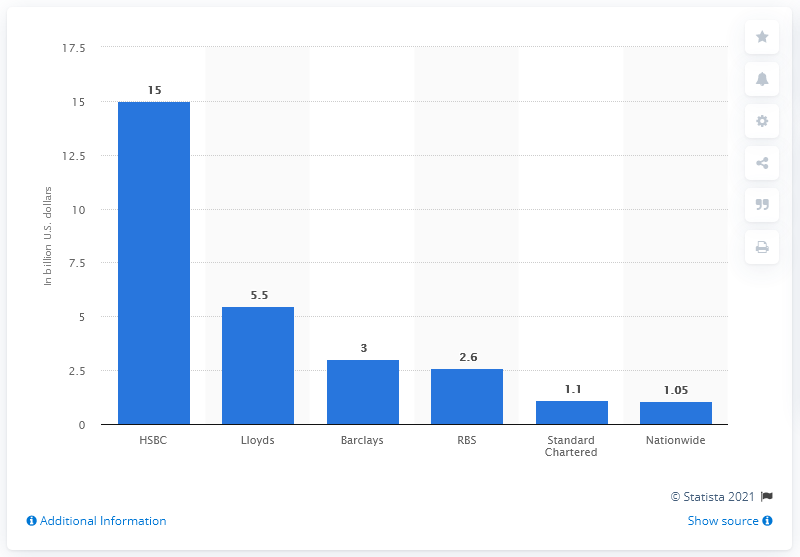 17.5
15
12.5
10
7.5
5
2.5
0
In billion U.S. dollars
15
5.5
3
2.6
1.1
1.05
HSBC
Lloyds
Barclays
RBS
Standard
Chartered
Nationwide
© Statista 2021
Additional Information
Show source